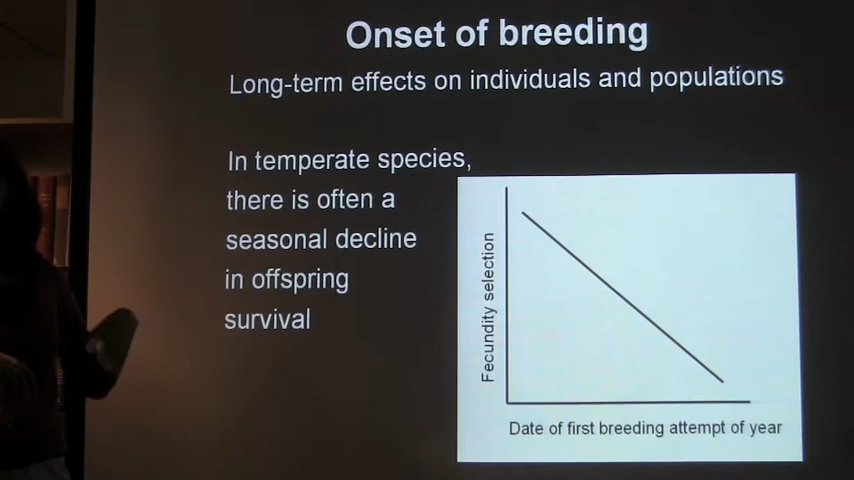 Onset of breeding
Long-term effects on individuals and populations
In temperate species,
there is often a
seasonal decline
in offspring
survival
Fecundity selection
Date of first breeding attempt of year